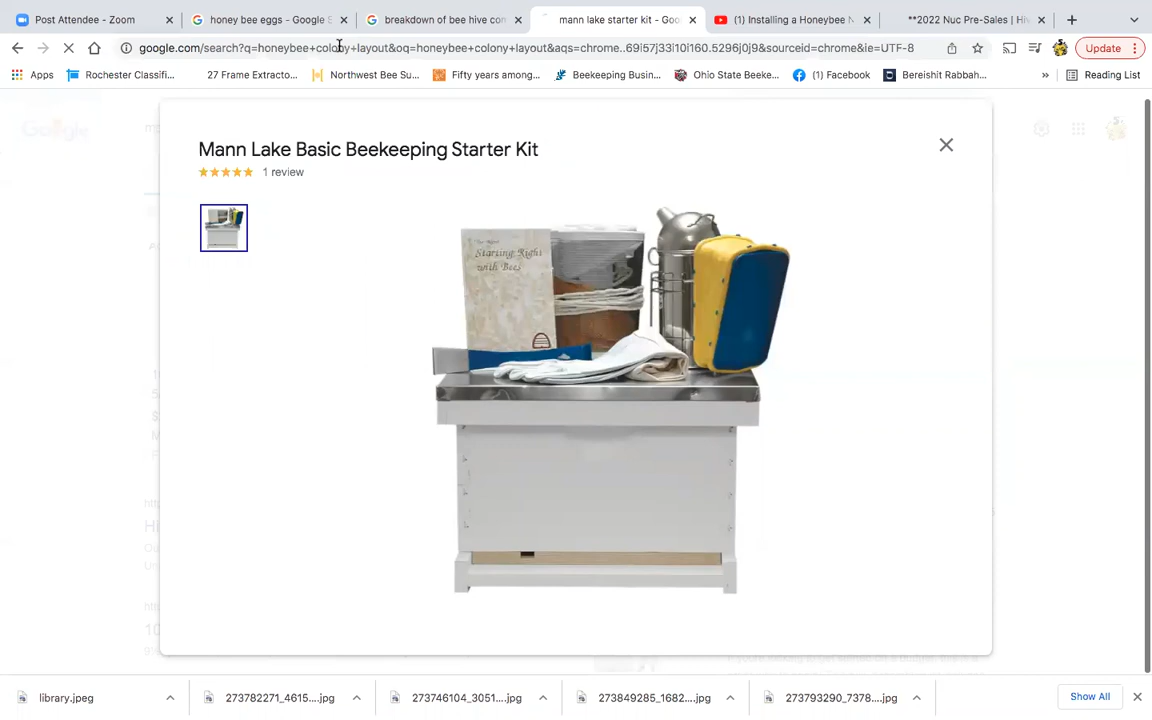 Post Attendee - Zoom
honey bee eggs - Google S
breakdown of bee hive com
mann lake starter kit - Goo
(1) Installing a Honeybee N
**2022 Nuc Pre-Sales | Hiv
google.com/search?q=honeybee+colony+layout&oq=honeybee+colony+layout&aqs=chrome..69i57j33i10i160.5296j0j9&sourceid=chrome&ie=UTF-8
Update
Apps
Rochester Classifi...
27 Frame Extracto...
Northwest Bee Su...
Fifty years among...
Beekeeping Busin...
Ohio State Beeke...
(1) Facebook
Bereishit Rabbah...
»
Reading List
Google
Mann Lake Basic Beekeeping Starter Kit
1 review
Starting Right
with Bees
library.jpeg
273782271_4615....jpg
273746104_3051....jpg
273849285_1682....jpg
273793290_7378....jpg
Show All